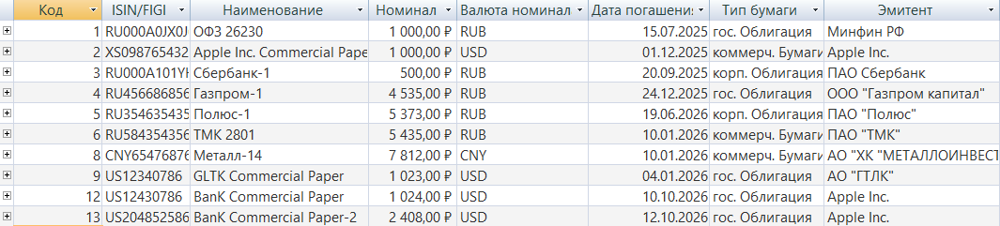 Код ISIN/FIGI Наименование Номинал Валюта номинал Дата погашени Тип бумаги Эмитент
1 RU000A0JX0J ОФЗ 26230 1 000,00 ₽ RUB 15.07.2025 гос. Облигация Минфин РФ
2 XS098765432 Apple Inc. Commercial Pape 1 000,00 ₽ USD 01.12.2025 коммерч. Бумаги Apple Inc.
3 RU000A101YH Сбербанк-1 500,00 ₽ RUB 20.09.2025 корп. Облигация ПАО Сбербанк
4 RU456686856 Газпром-1 4 535,00 ₽ RUB 24.12.2025 гос. Облигация ООО "Газпром капитал"
5 RU354635435 Полюс-1 5 373,00 ₽ RUB 19.06.2026 корп. Облигация ПАО "Полюс"
6 RU584354356 ТМК 2801 5 435,00 ₽ RUB 10.01.2026 коммерч. Бумаги ПАО "ТМК"
8 CNY65476876 Металл-14 7 812,00 ₽ CNY 10.01.2026 коммерч. Бумаги АО "ХК "МЕТАЛЛОИНВЕСТ
9 US12340786 GLTK Commercial Paper 1 023,00 ₽ USD 04.01.2026 гос. Облигация АО "ГТЛК"
12 US12430786 BanK Commercial Paper 1 024,00 ₽ USD 10.10.2026 гос. Облигация Apple Inc.
13 US204852586 BanK Commercial Paper-2 2 408,00 ₽ USD 12.10.2026 гос. Облигация Apple Inc.